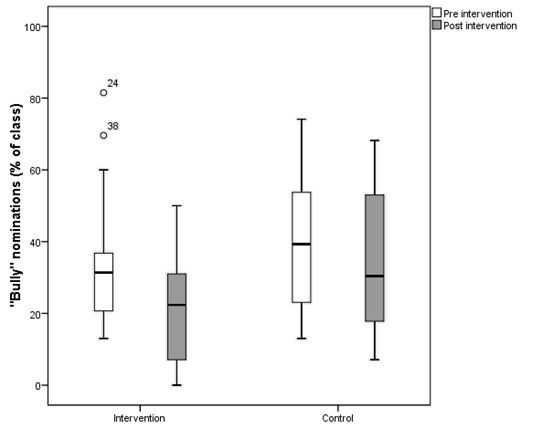 Pre intervention
Post intervention
"Bully" nominations (% of class)
100
80
60
40
20
0
24
38
Intervention
Control